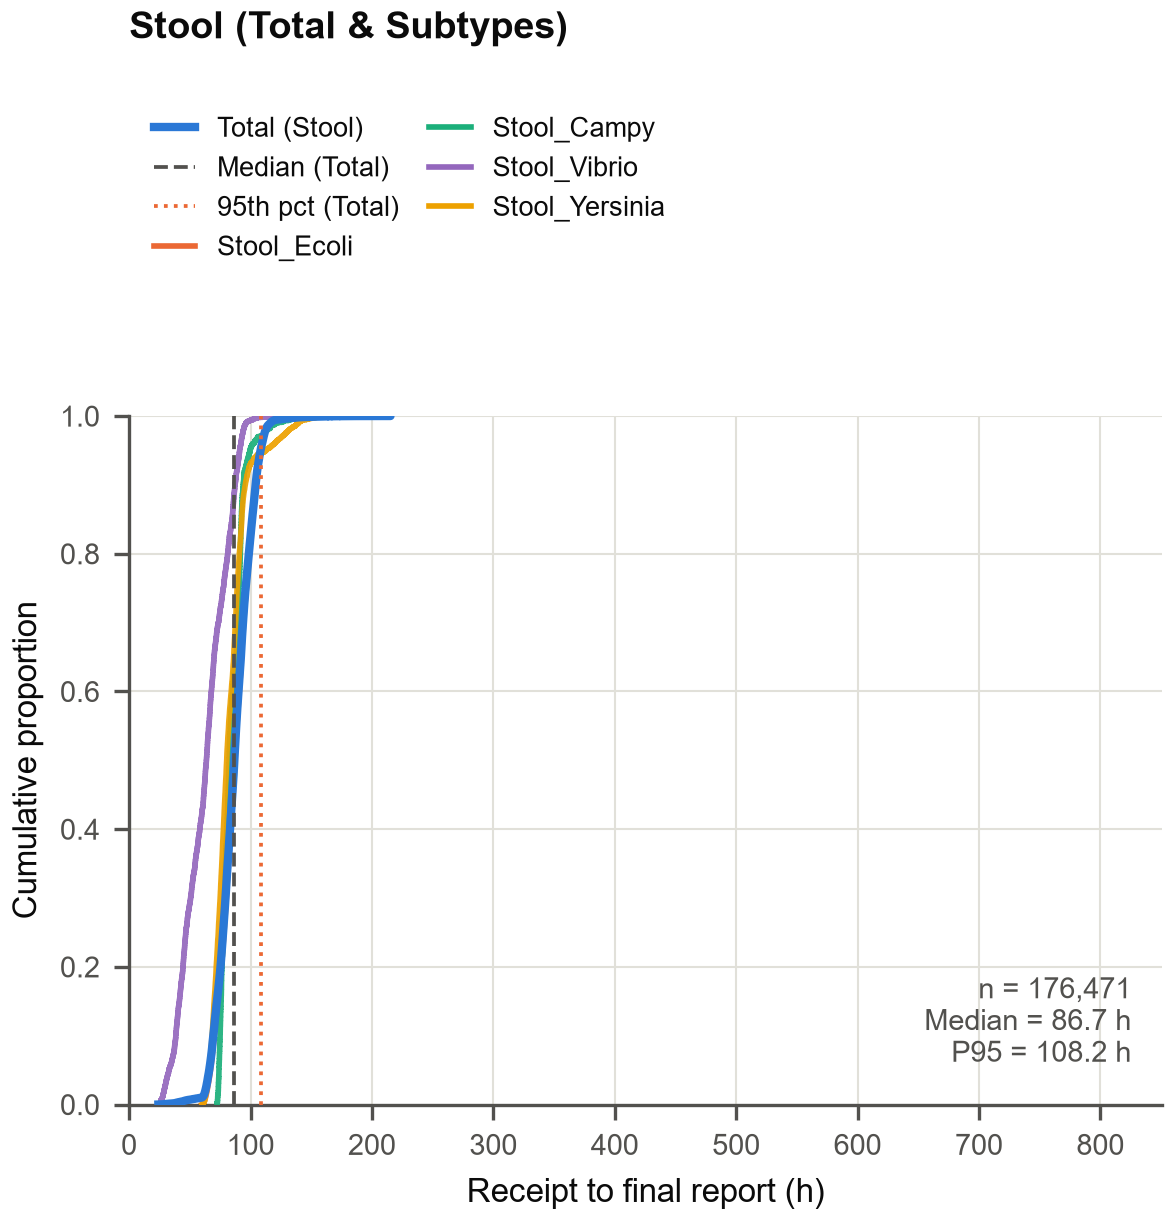 Stool (Total & Subtypes)
Total (Stool)
Median (Total)
95th pct (Total)
Stool_Ecoli
Stool_Campy
Stool_Vibrio
Stool_Yersinia
1.0
0.8
0.6
0.4
0.2
0.0
Cumulative proportion
n = 176,471
Median = 86.7 h
P95 = 108.2 h
0 100 200 300 400 500 600 700 800
Receipt to final report (h)